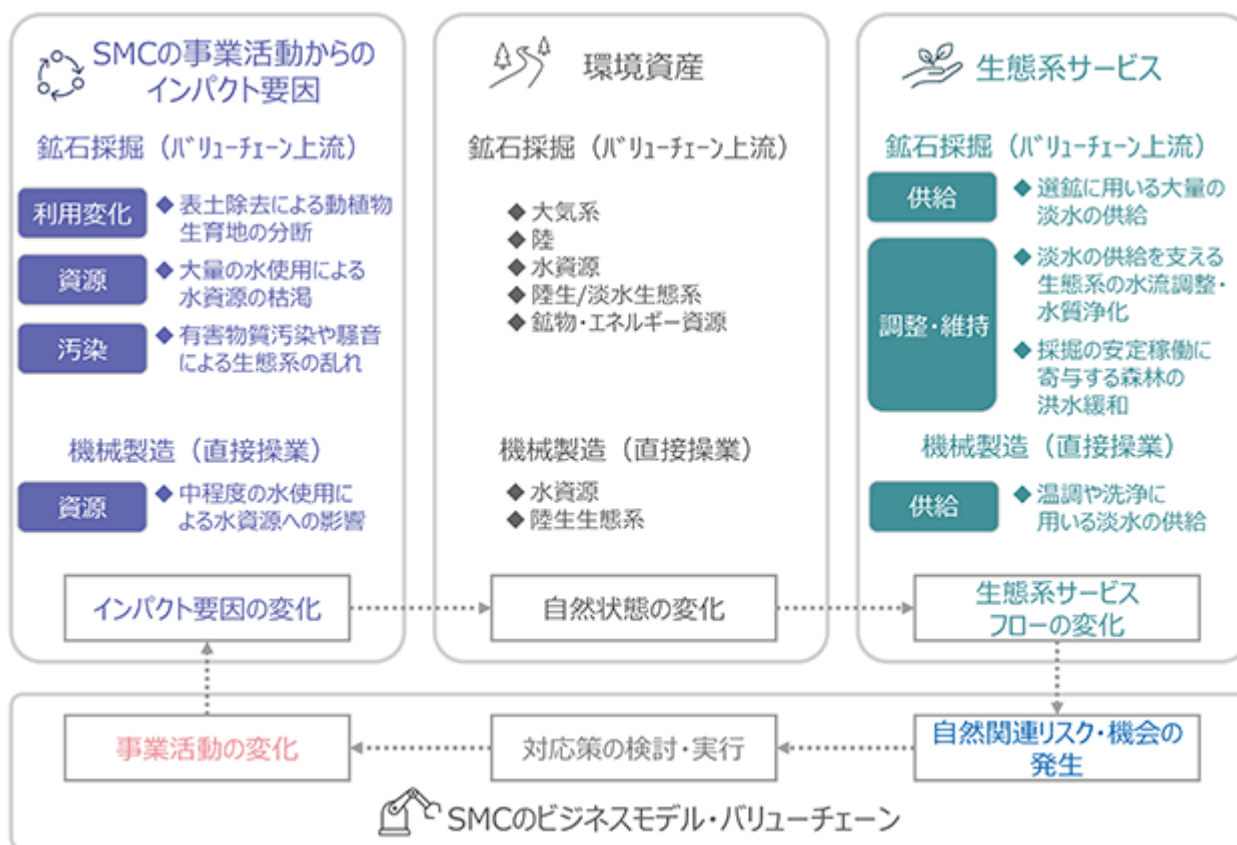 SMCの事業活動からの
インパクト要因
鉱石採掘（バリューチェーン上流）
利用変化
◆ 表土除去による動植物
生育地の分断
資源
◆ 大量の水使用による
水資源の枯渇
汚染
◆ 有害物質汚染や騒音
による生態系の乱れ
機械製造（直接操業）
資源
◆ 中程度の水使用に
よる水資源への影響
インパクト要因の変化
環境資産
鉱石採掘（バリューチェーン上流）
◆ 大気系
◆ 陸
◆ 水資源
◆ 陸生/淡水生態系
◆ 鉱物・エネルギー資源
機械製造（直接操業）
◆ 水資源
◆ 陸生生態系
自然状態の変化
生態系サービス
鉱石採掘（バリューチェーン上流）
供給
◆ 選鉱に用いる大量の
淡水の供給
調整・維持
◆ 淡水の供給を支える
生態系の水流調整・
水質浄化
◆ 採掘の安定稼働に
寄与する森林の
洪水緩和
機械製造（直接操業）
供給
◆ 温調や洗浄に
用いる淡水の供給
生態系サービス
フローの変化
事業活動の変化
対応策の検討・実行
自然関連リスク・機会の
発生
SMCのビジネスモデル・バリューチェーン